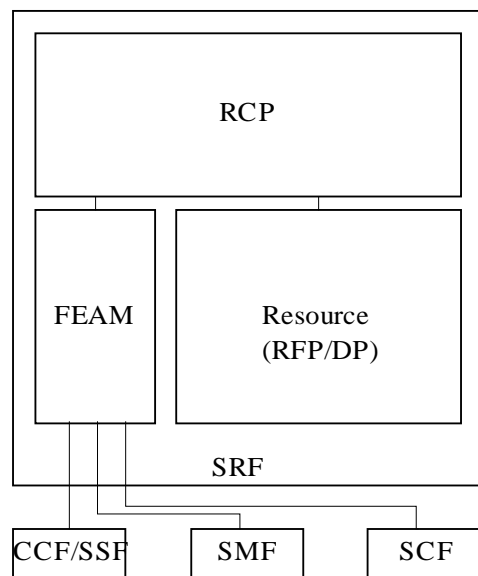 RCP
FEAM
Resource
(RFP/DP)
SRF
CCF/SSF
SMF
SCF